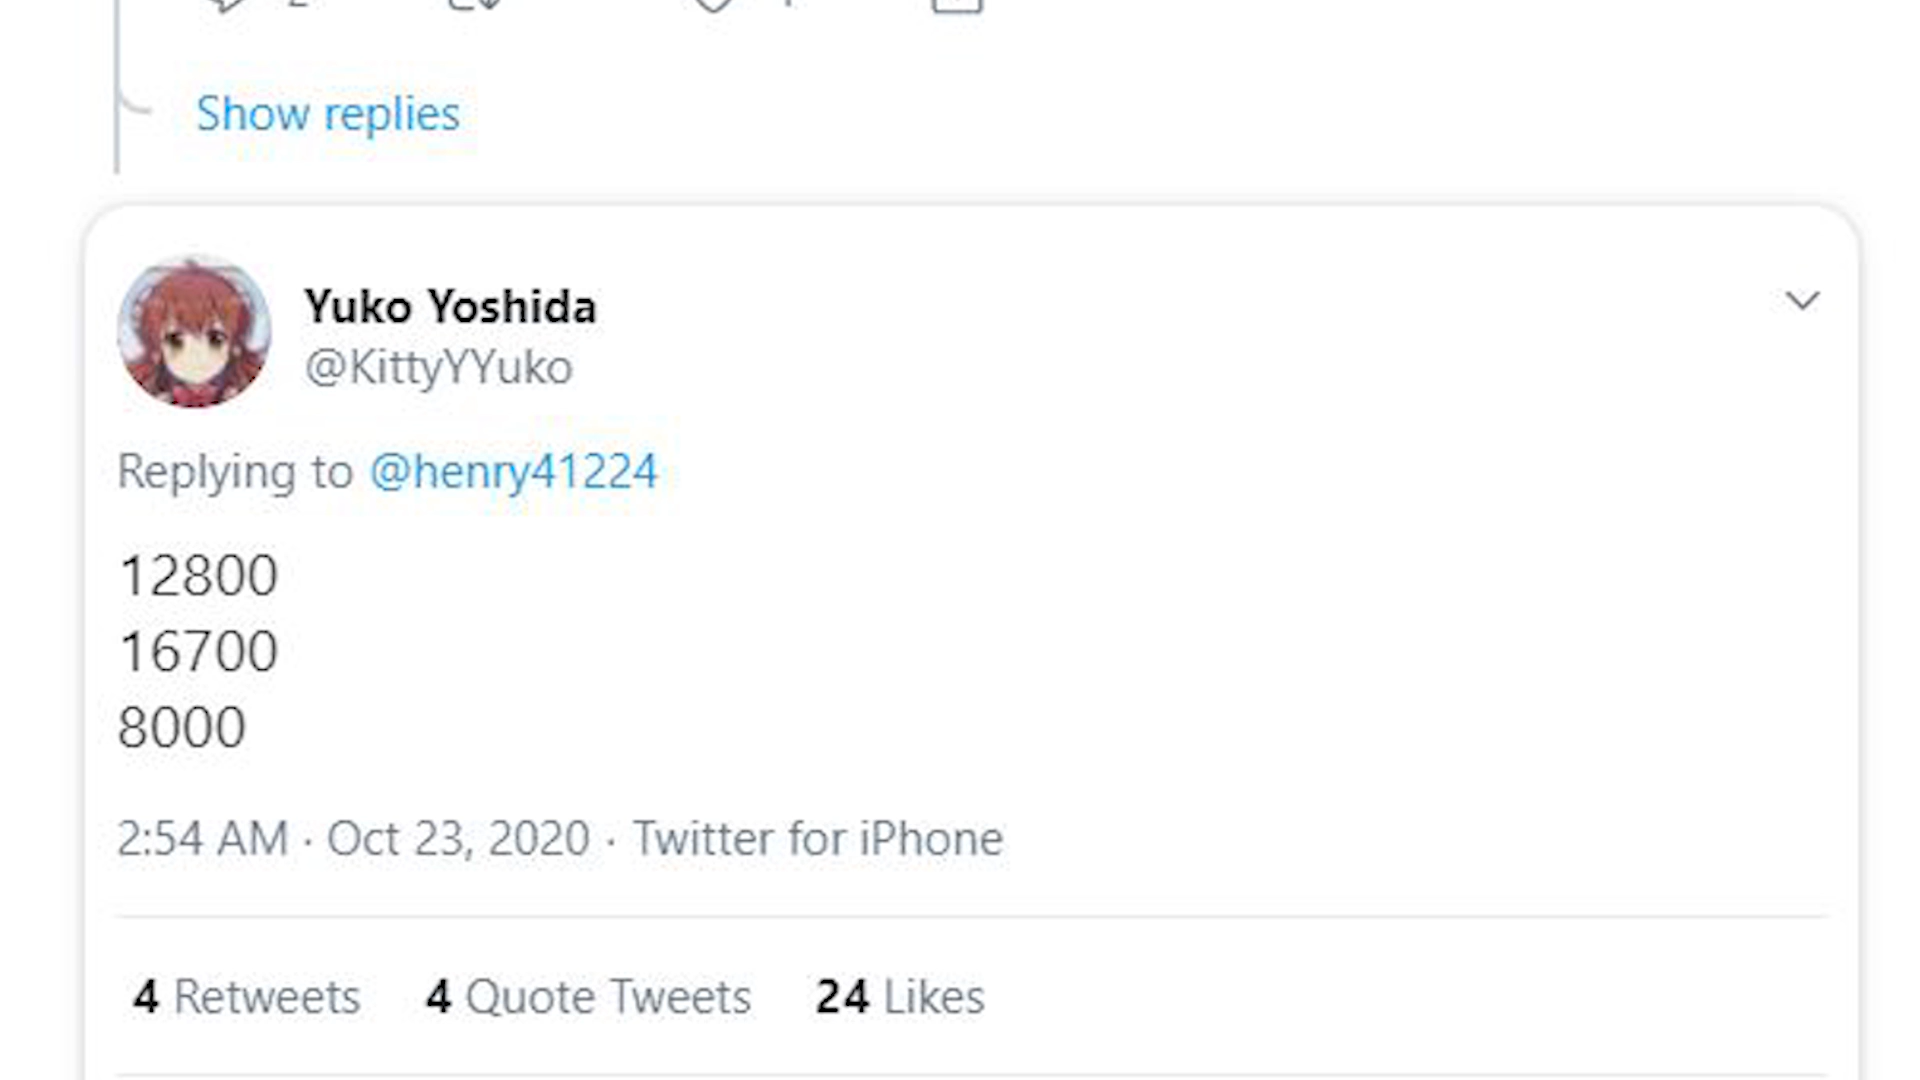 Show replies
Yuko Yoshida
@KittyYYuko
Replying to @henry41224
12800
16700
8000
2:54 AM · Oct 23, 2020 · Twitter for iPhone
4 Retweets 4 Quote Tweets 24 Likes